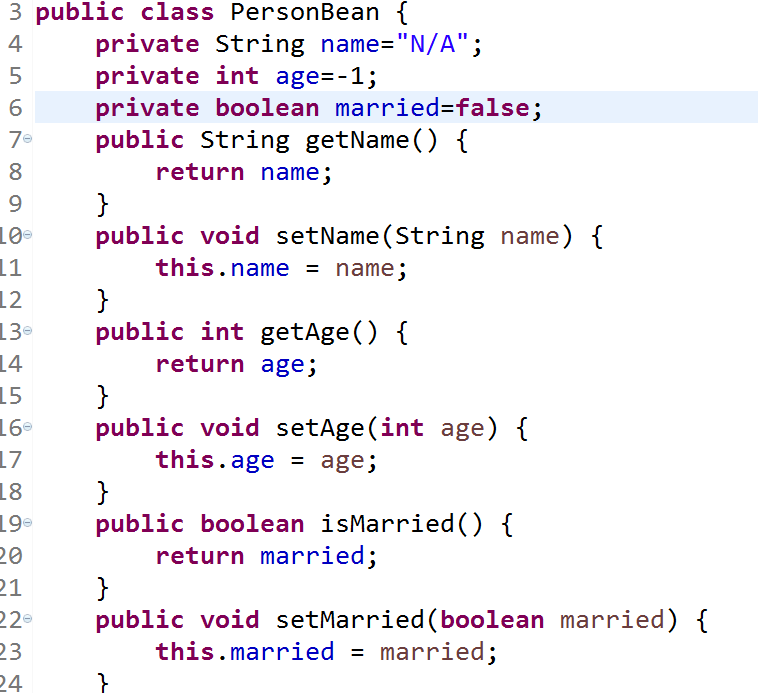 3 public class PersonBean {
4     private String name="N/A";
5     private int age=-1;
6     private boolean married=false;
7     public String getName() {
8         return name;
9     }
10     public void setName(String name) {
11         this.name = name;
12     }
13     public int getAge() {
14         return age;
15     }
16     public void setAge(int age) {
17         this.age = age;
18     }
19     public boolean isMarried() {
20         return married;
21     }
22     public void setMarried(boolean married) {
23         this.married = married;
24     }